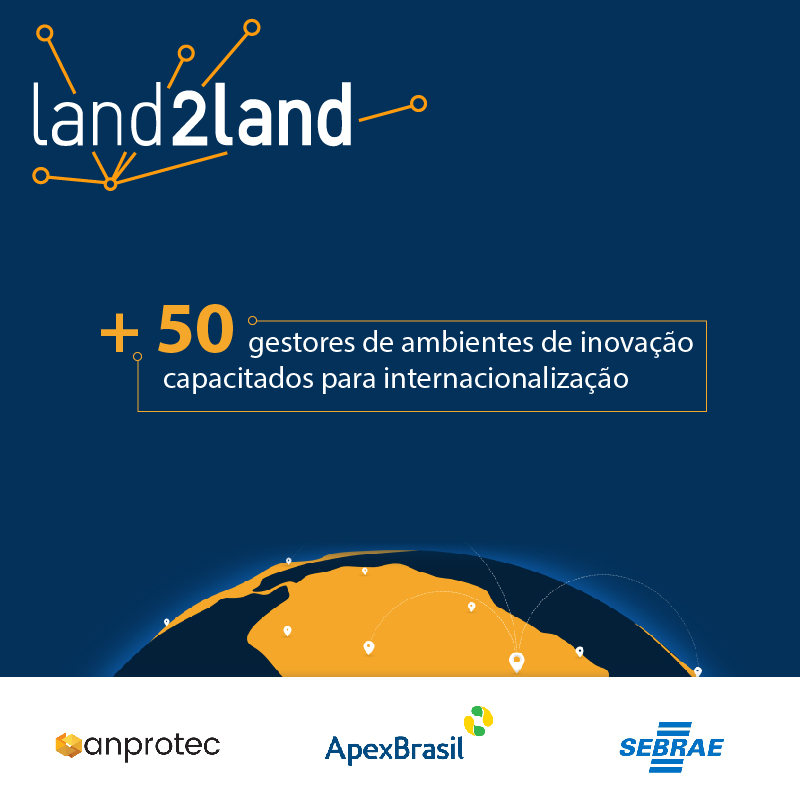 land2land
+ 50 gestores de ambientes de inovação
capacitados para internacionalização
anprotec
ApexBrasil
SEBRAE